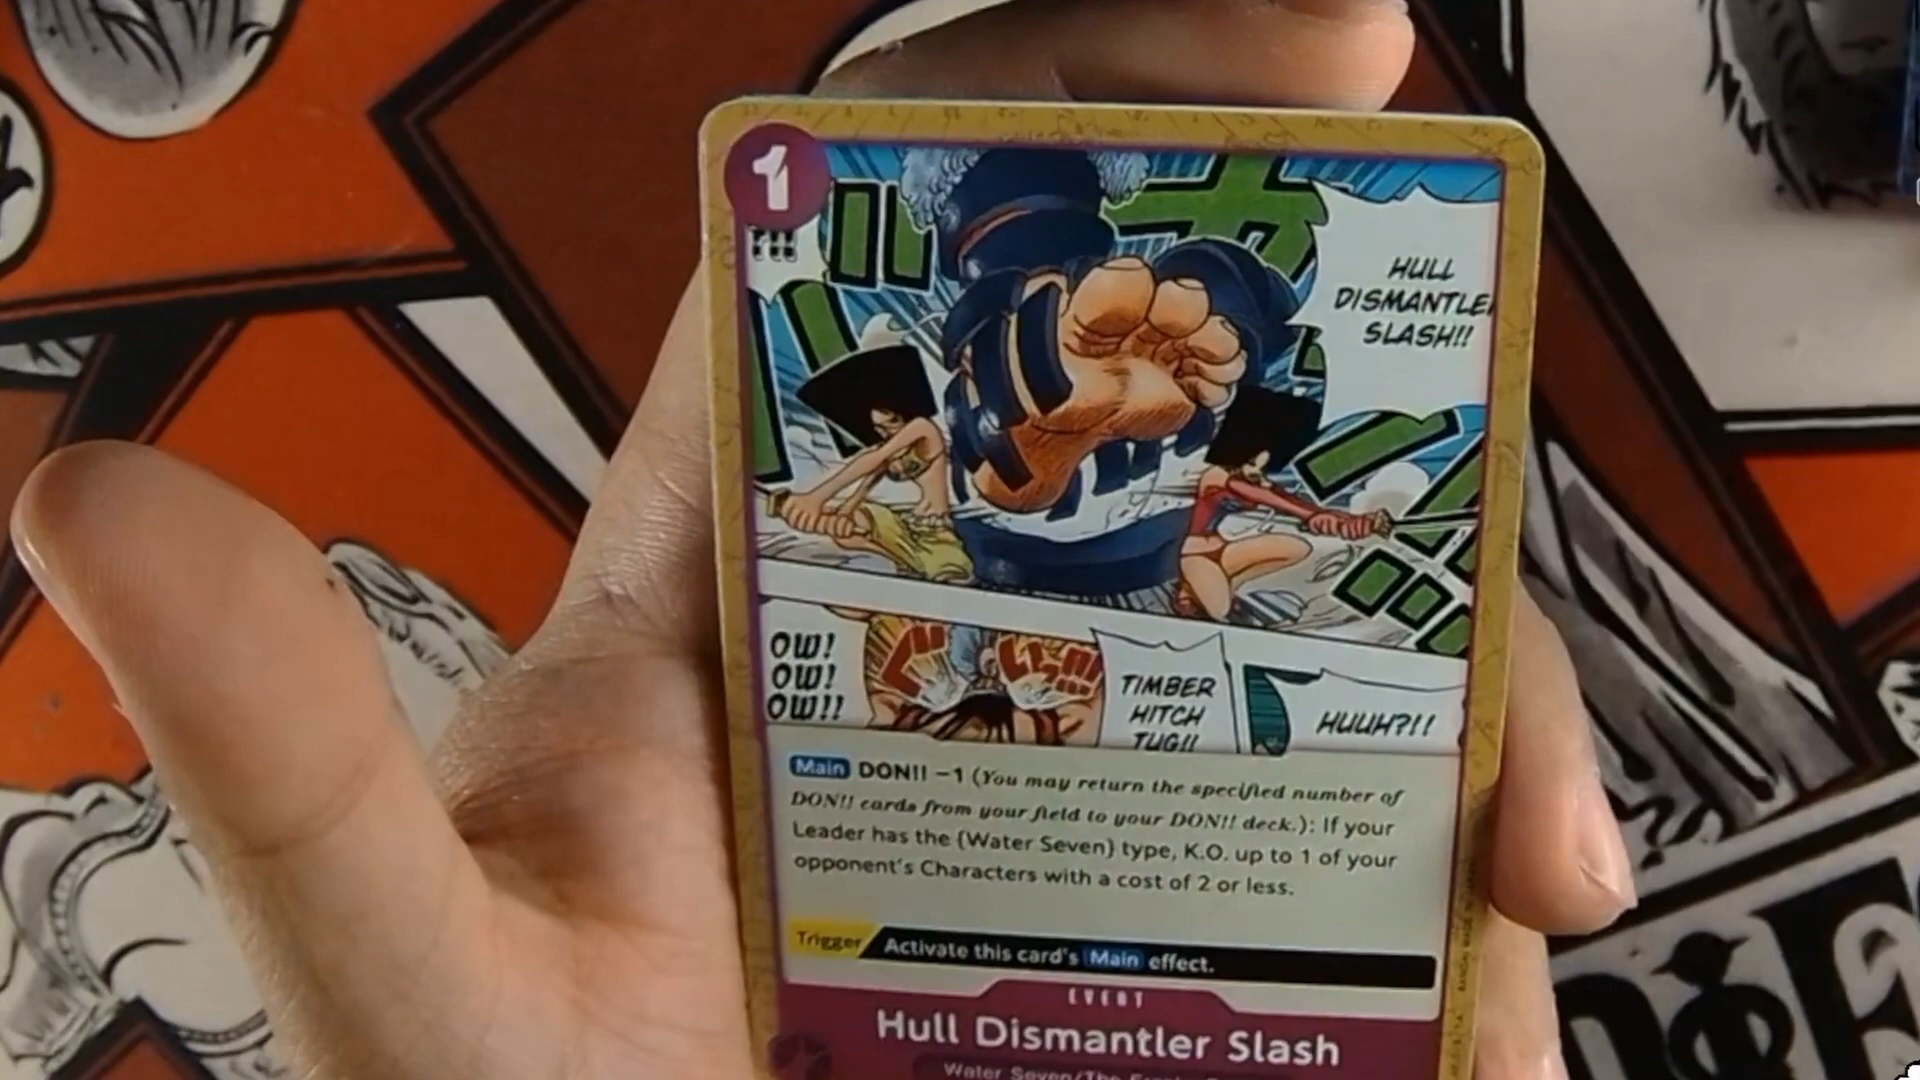 1
?!!
HULL
DISMANTLE
SLASH!!
OW!
OW!
OW!!
TIMBER
HITCH
TUG!!
HUUH?!!
Main DON!! −1 (You may return the specified number of
DON!! cards from your field to your DON!! deck.): If your
Leader has the {Water Seven} type, K.O. up to 1 of your
opponent's Characters with a cost of 2 or less.
Trigger Activate this card's Main effect.
EVENT
Hull Dismantler Slash
Water Seven/The